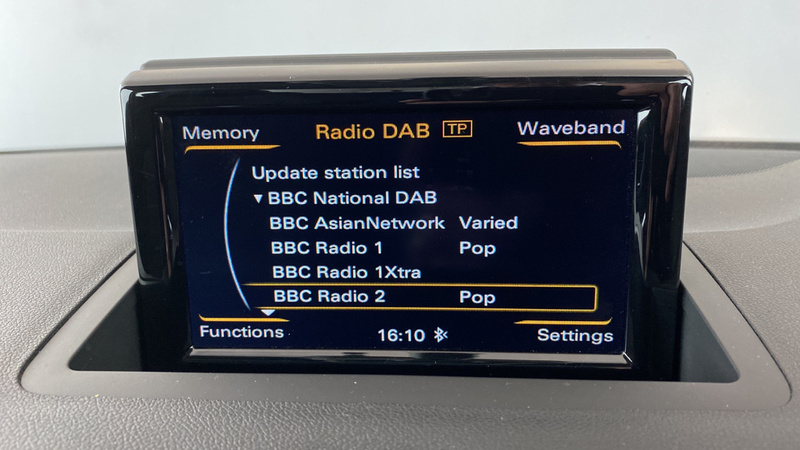 Memory Radio DAB TP Waveband
Update station list
▼ BBC National DAB
BBC AsianNetwork Varied
BBC Radio 1 Pop
BBC Radio 1Xtra
BBC Radio 2 Pop
Functions 16:10 Settings